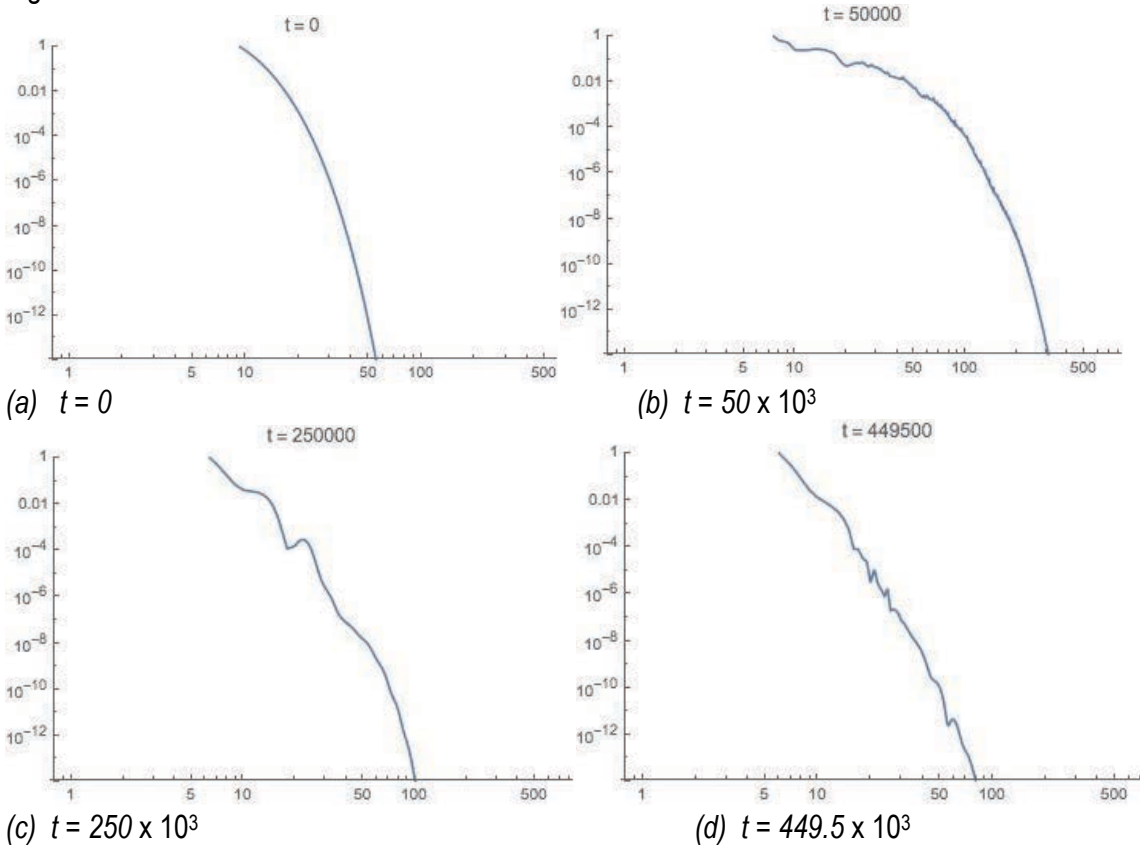 t = 0
1
0.01
10⁻⁴
10⁻⁶
10⁻⁸
10⁻¹⁰
10⁻¹²
1 5 10 50 100 500
(a) t = 0
t = 50000
1
0.01
10⁻⁴
10⁻⁶
10⁻⁸
10⁻¹⁰
10⁻¹²
1 5 10 50 100 500
(b) t = 50 x 10³
t = 250000
1
0.01
10⁻⁴
10⁻⁶
10⁻⁸
10⁻¹⁰
10⁻¹²
1 5 10 50 100 500
(c) t = 250 x 10³
t = 449500
1
0.01
10⁻⁴
10⁻⁶
10⁻⁸
10⁻¹⁰
10⁻¹²
1 5 10 50 100 500
(d) t = 449.5 x 10³